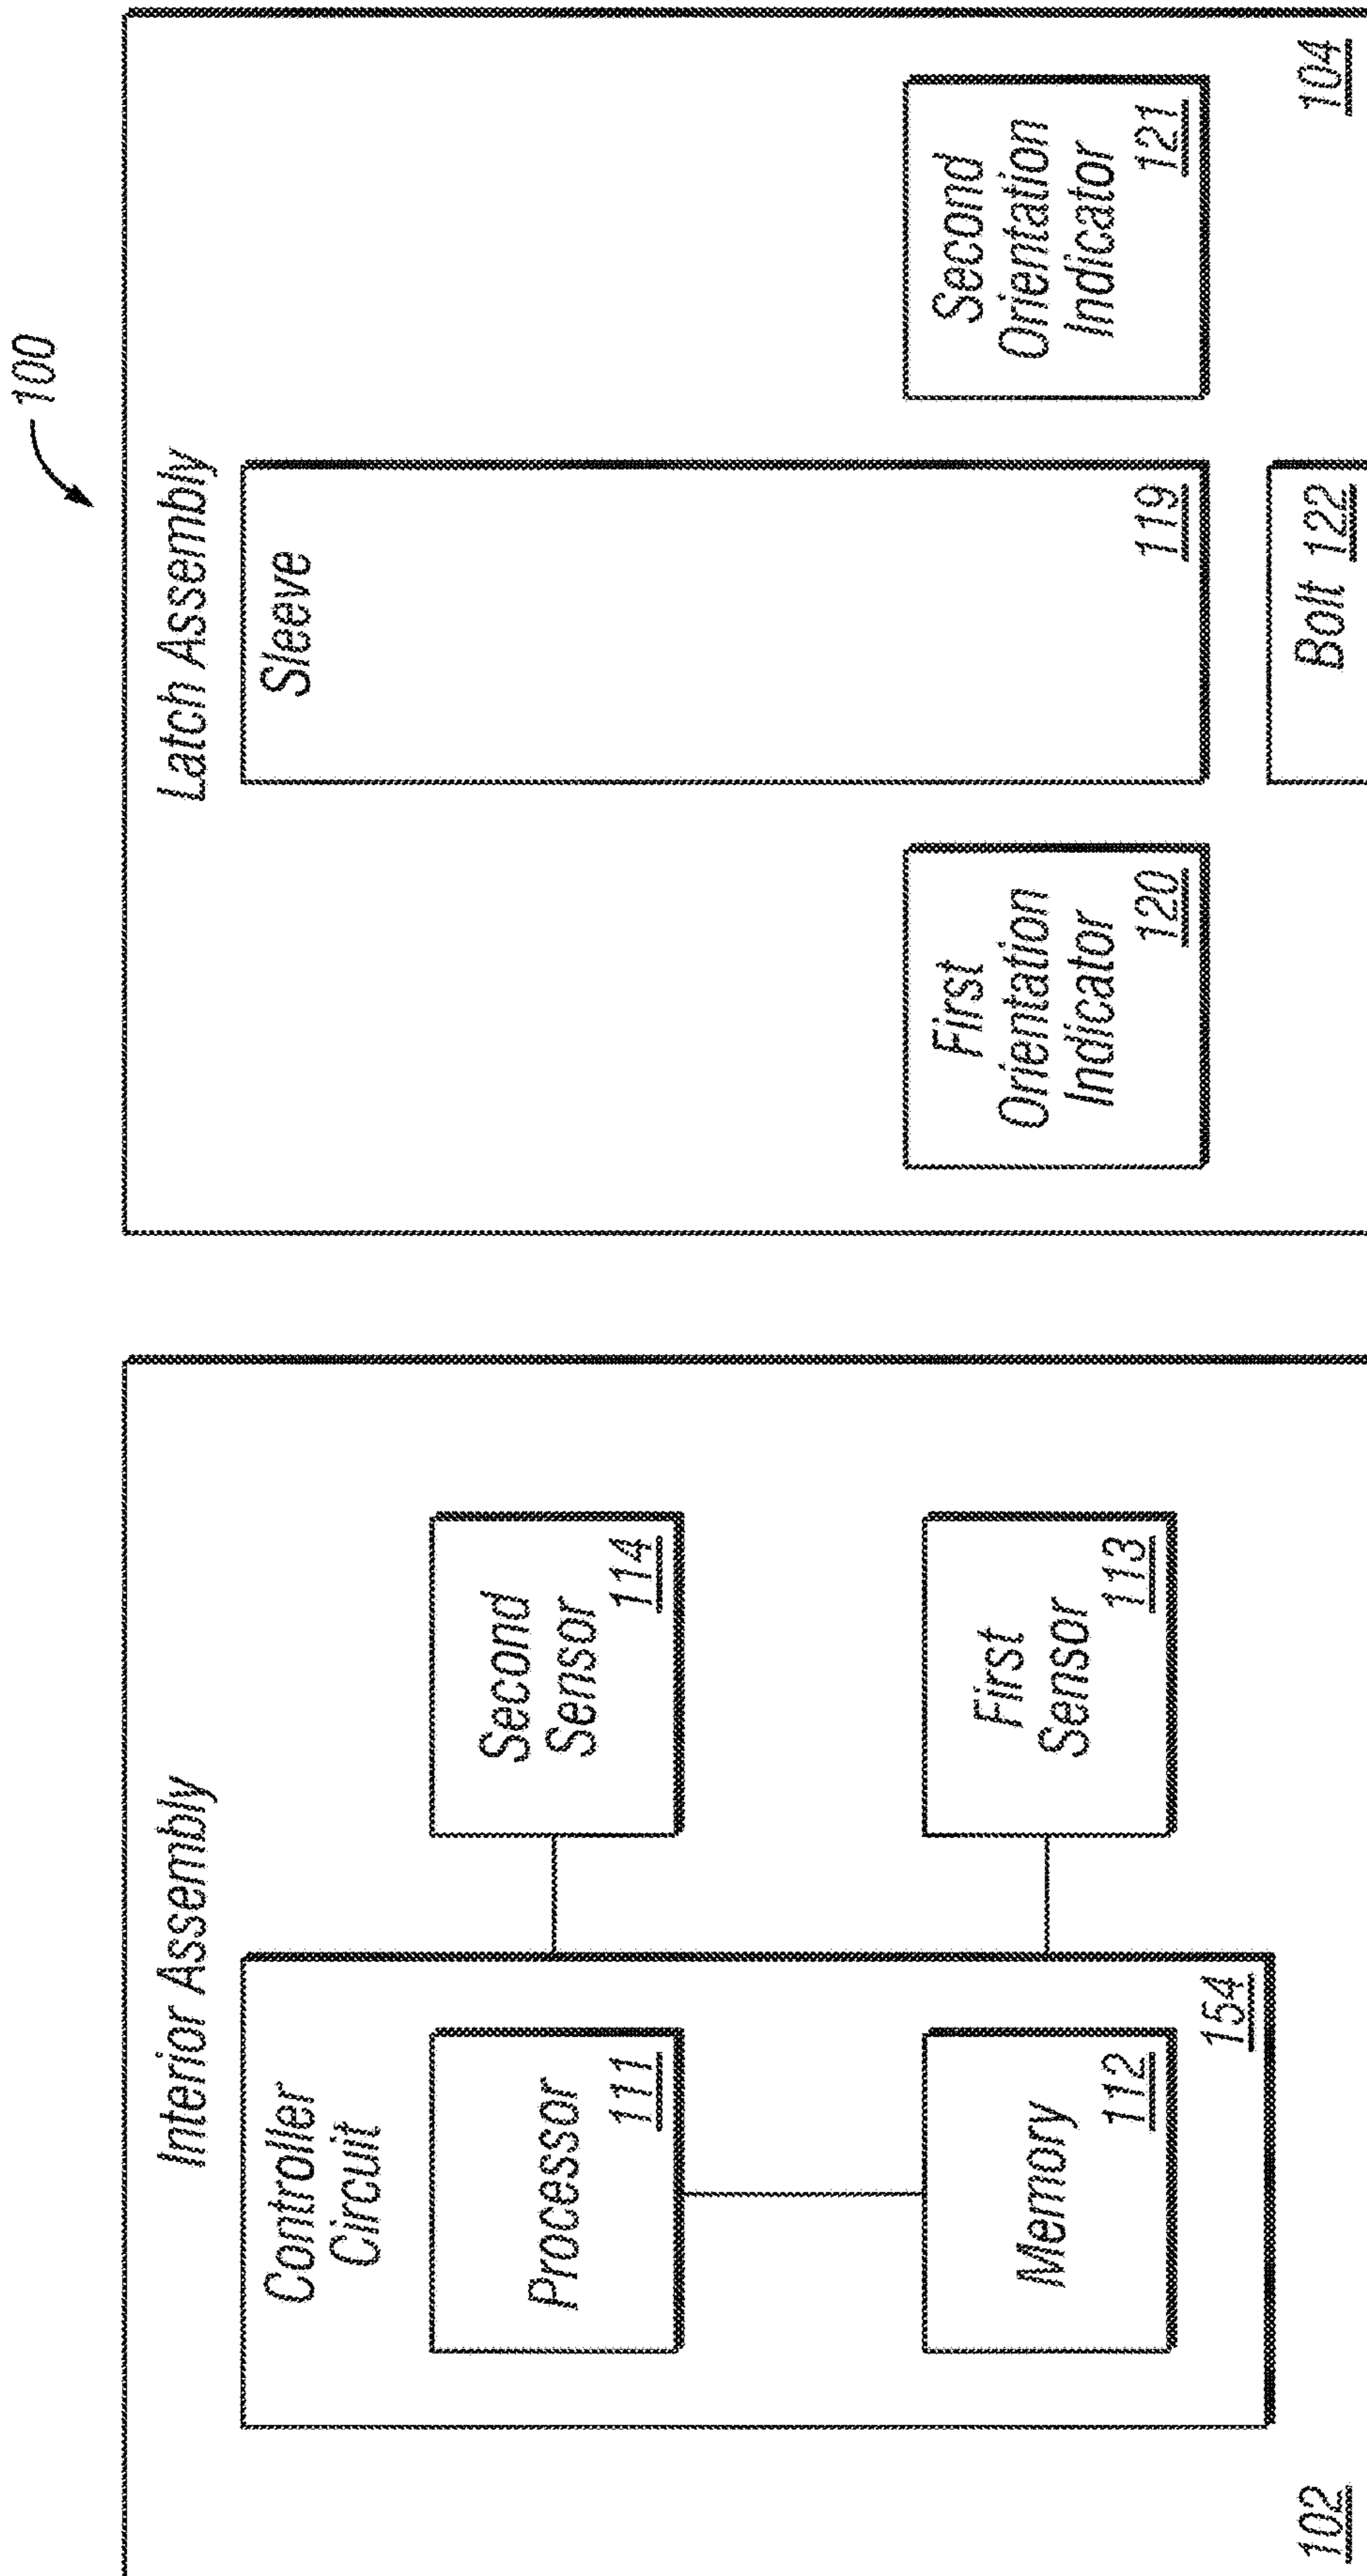 100
Interior Assembly
Controller
Circuit
Processor
111
Memory
112
154
Second
Sensor
114
First
Sensor
113
102
Latch Assembly
Sleeve
119
First
Orientation
Indicator
120
Second
Orientation
Indicator
121
Bolt 122
104